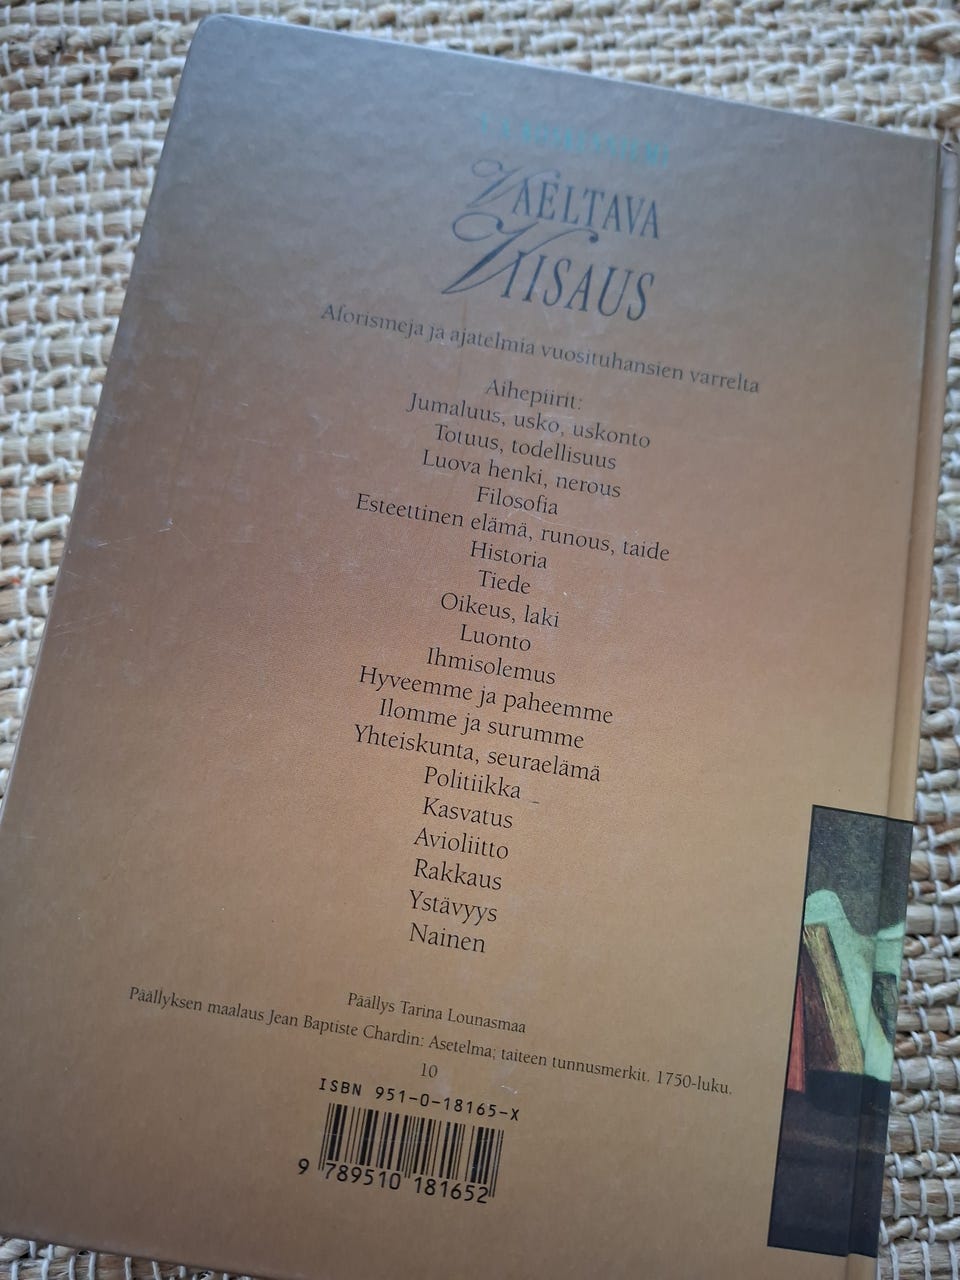 VAELTAVA
VIISAUS
Aforismeja ja ajatelmia vuosituhansien varrelta
Aihepiirit:
Jumaluus, usko, uskonto
Totuus, todellisuus
Luova henki, nerous
Filosofia
Esteettinen elämä, runous, taide
Historia
Tiede
Oikeus, laki
Luonto
Ihmisolemus
Hyveemme ja paheemme
Ilomme ja surumme
Yhteiskunta, seuraelämä
Politiikka
Kasvatus
Avioliitto
Rakkaus
Ystävyys
Nainen
Päällys Tarina Lounasmaa
Päällyksen maalaus Jean Baptiste Chardin: Asetelma; taiteen tunnusmerkit. 1750-luku.
10
ISBN 951-0-18165-X
9 789510 181652